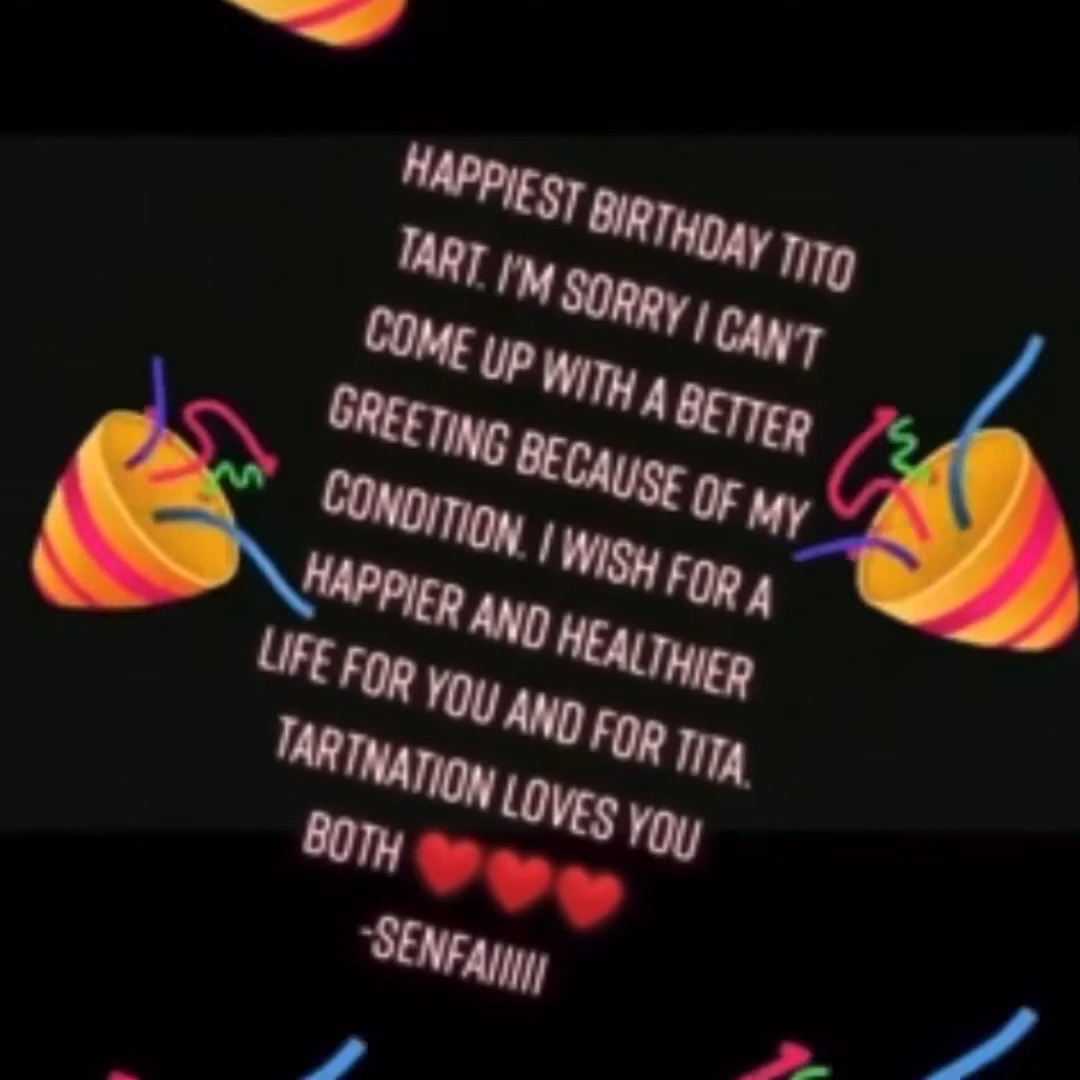 HAPPIEST BIRTHDAY TITO
TART. I'M SORRY I CAN'T
COME UP WITH A BETTER
GREETING BECAUSE OF MY
CONDITION. I WISH FOR A
HAPPIER AND HEALTHIER
LIFE FOR YOU AND FOR TITA.
TARTNATION LOVES YOU
BOTH ❤️❤️❤️
-SENFAIIIII